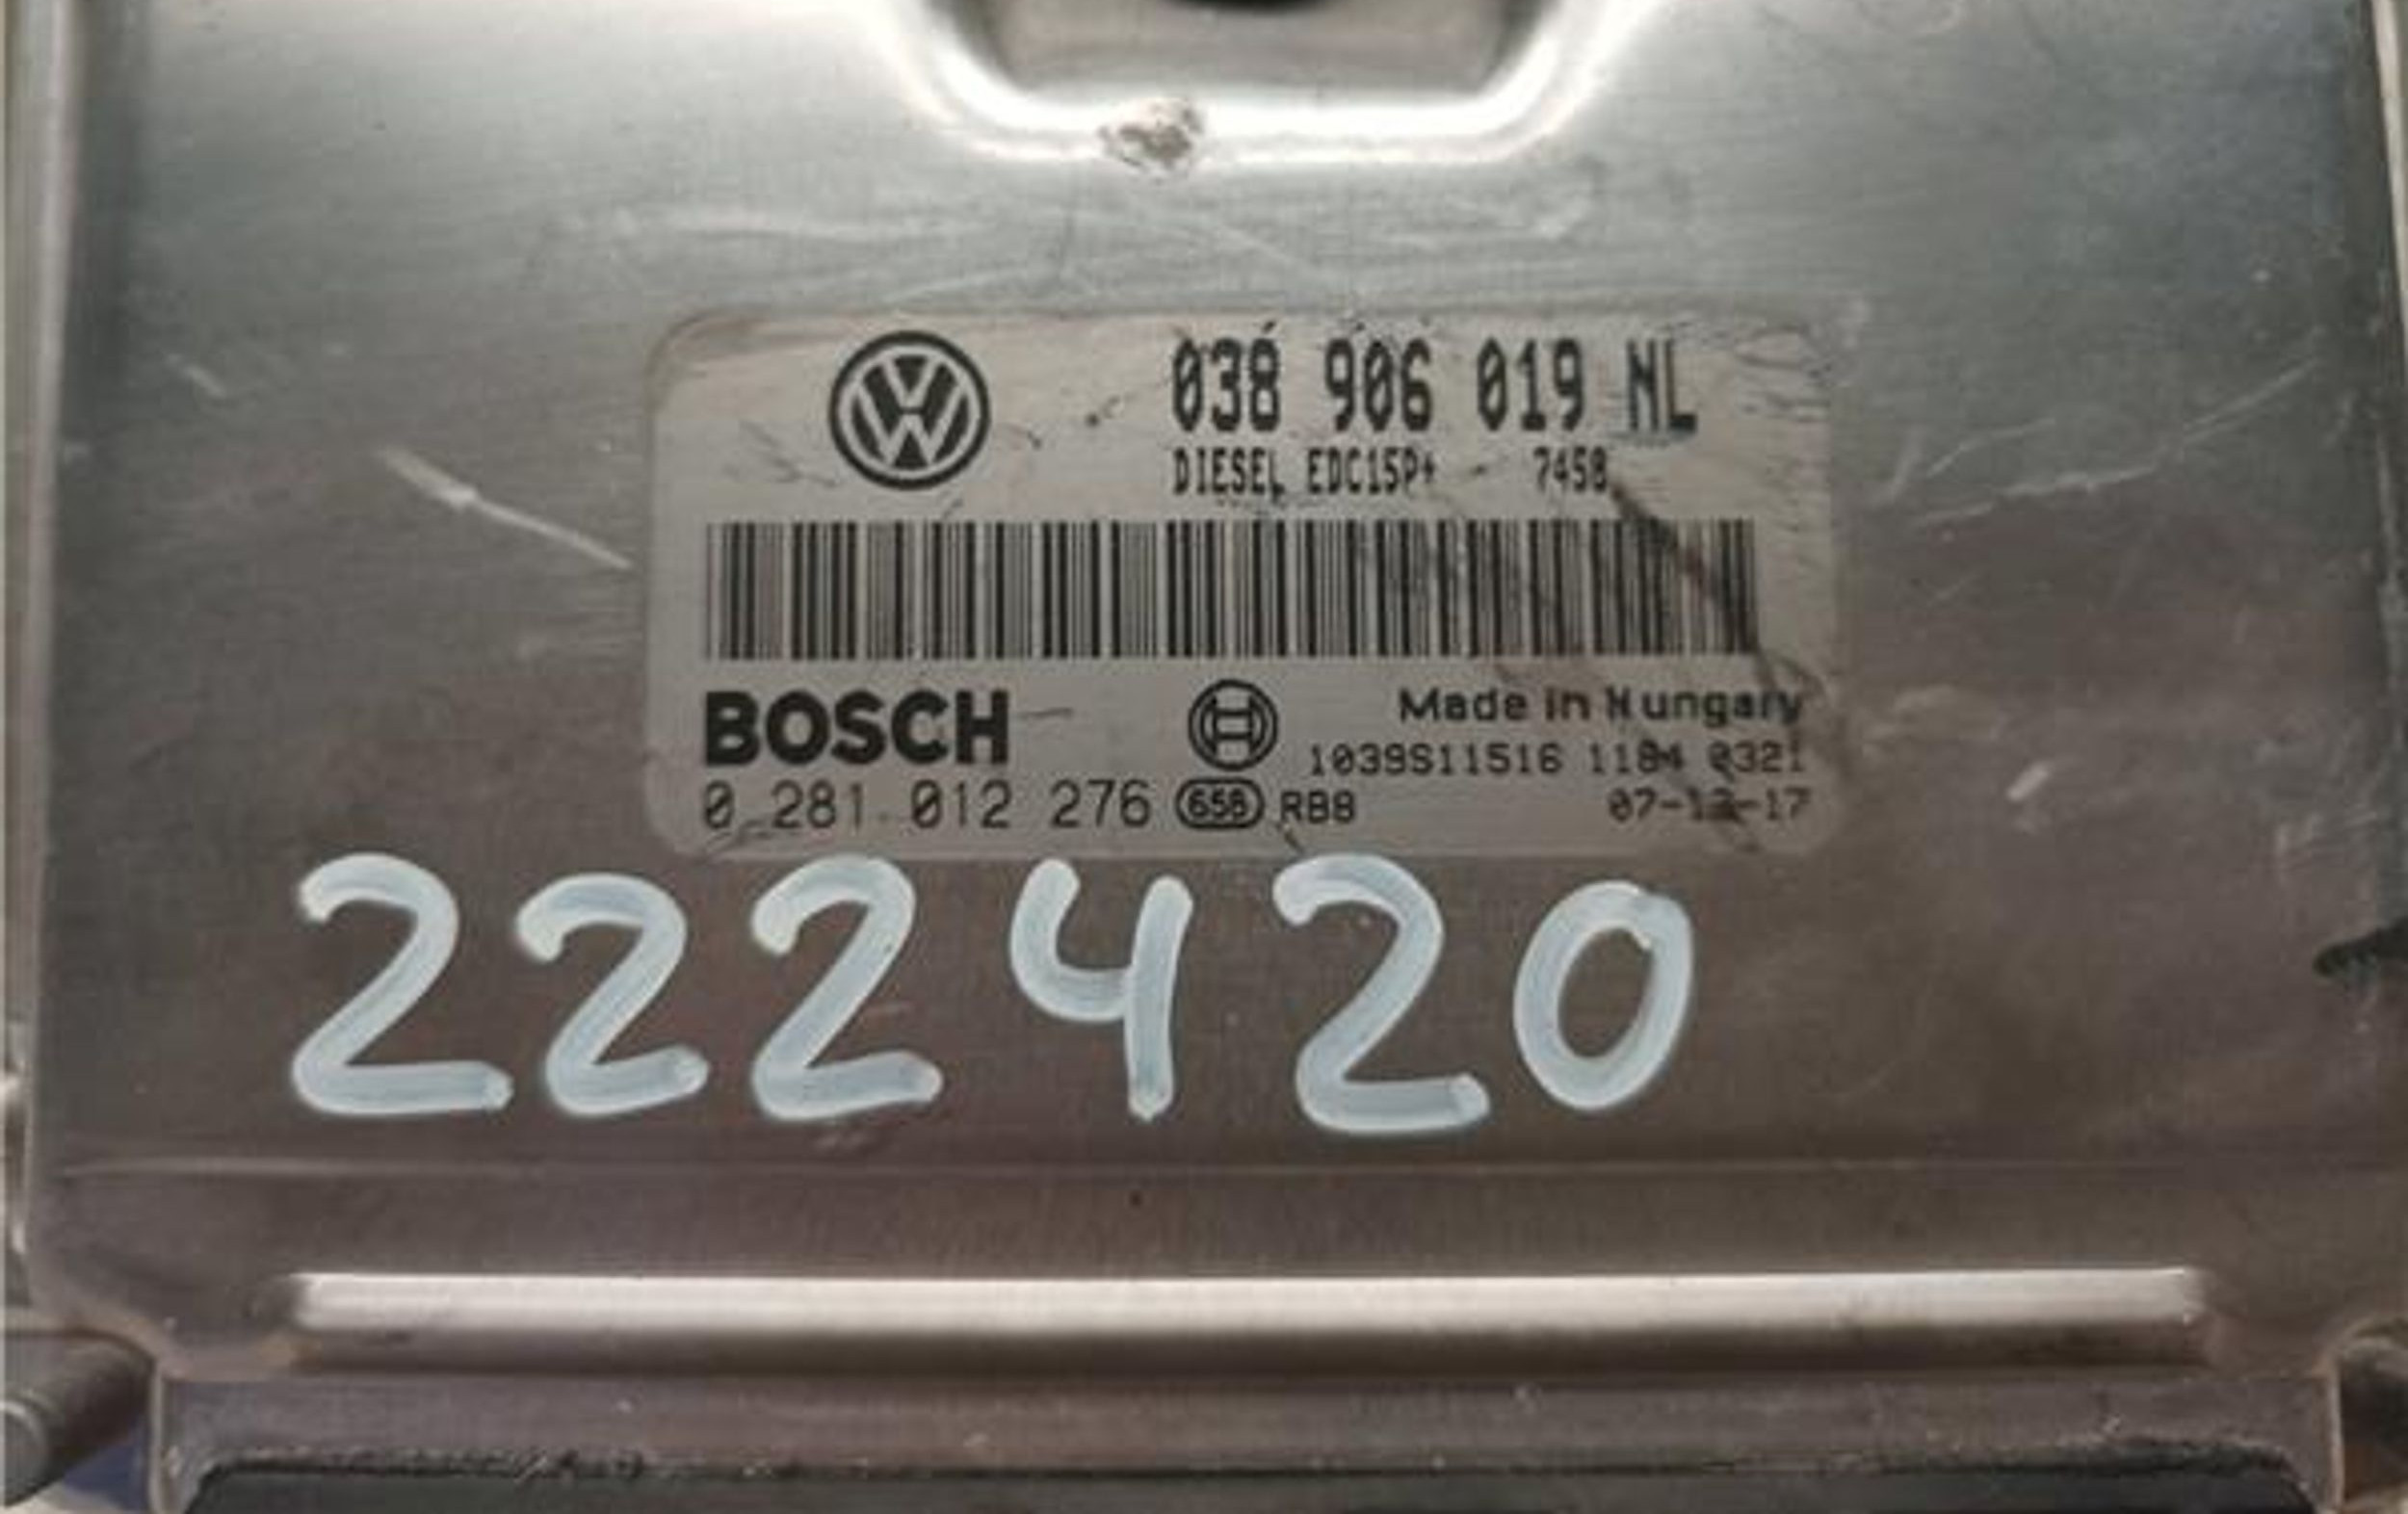 038 906 019 NL
DIESEL EDC15P+ - 7458
BOSCH
Made in Hungary
1039S11516 1184 0321
0 281 012 276 656 RBB
07-12-17
222420